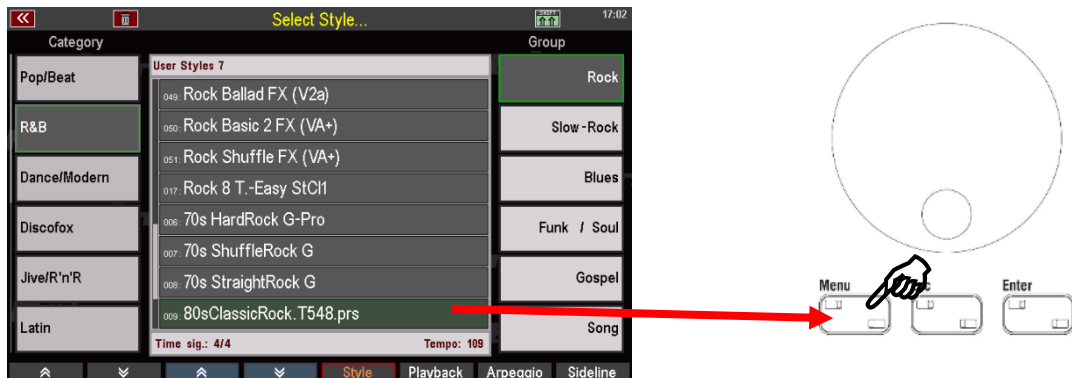 Select Style...
SHIFT
17:02
Category
Group
Pop/Beat
R&B
Dance/Modern
Discofox
Jive/R'n'R
Latin
User Styles 7
049: Rock Ballad FX (V2a)
050: Rock Basic 2 FX (VA+)
051: Rock Shuffle FX (VA+)
017: Rock 8 T.-Easy StCl1
006: 70s HardRock G-Pro
007: 70s ShuffleRock G
008: 70s StraightRock G
009: 80sClassicRock.T548.prs
Time sig.: 4/4 Tempo: 109
Rock
Slow-Rock
Blues
Funk / Soul
Gospel
Song
Style Playback Arpeggio Sideline
Menu
Enter